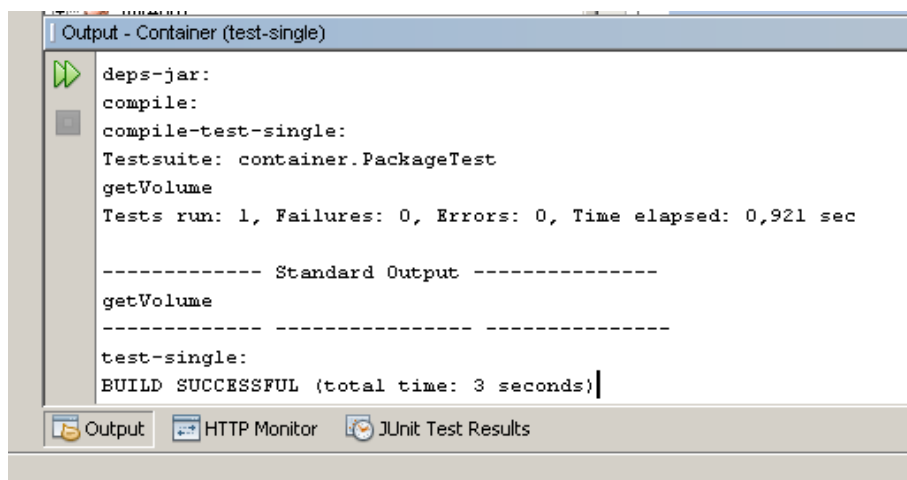 Output - Container (test-single)
deps-jar:
compile:
compile-test-single:
Testsuite: container.PackageTest
getVolume
Tests run: 1, Failures: 0, Errors: 0, Time elapsed: 0,921 sec
------------- Standard Output ---------------
getVolume
------------- ---------------- ---------------
test-single:
BUILD SUCCESSFUL (total time: 3 seconds)
Output HTTP Monitor JUnit Test Results